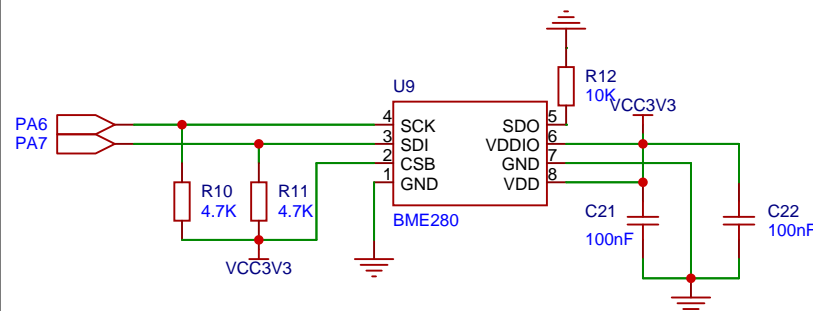 U9
R12
10K
VCC3V3
PA6
PA7
4
SCK
3
SDI
2
CSB
1
GND
SDO
5
VDDIO
6
GND
7
VDD
8
BME280
R10
4.7K
R11
4.7K
VCC3V3
C21
100nF
C22
100nF